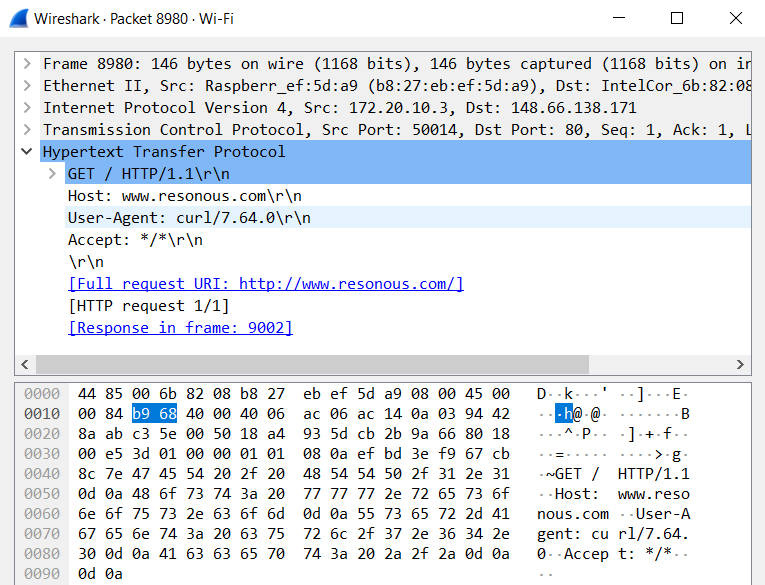 Wireshark · Packet 8980 · Wi-Fi
Frame 8980: 146 bytes on wire (1168 bits), 146 bytes captured (1168 bits) on in
Ethernet II, Src: Raspberr_ef:5d:a9 (b8:27:eb:ef:5d:a9), Dst: IntelCor_6b:82:08
Internet Protocol Version 4, Src: 172.20.10.3, Dst: 148.66.138.171
Transmission Control Protocol, Src Port: 50014, Dst Port: 80, Seq: 1, Ack: 1, L
Hypertext Transfer Protocol
GET / HTTP/1.1\r\n
Host: www.resonous.com\r\n
User-Agent: curl/7.64.0\r\n
Accept: */*\r\n
\r\n
[Full request URI: http://www.resonous.com/]
[HTTP request 1/1]
[Response in frame: 9002]
0000 44 85 00 6b 82 08 b8 27 eb ef 5d a9 08 00 45 00 D··k···' ··]···E·
0010 00 84 b9 68 40 00 40 06 ac 06 ac 14 0a 03 94 42 ···h@·@· ·······B
0020 8a ab c3 5e 00 50 18 a4 93 5d cb 2b 9a 66 80 18 ···^·P·· ·]·+·f··
0030 00 e5 3d 01 00 00 01 01 08 0a ef bd 3e f9 67 cb ··=····· ····>·g·
0040 8c 7e 47 45 54 20 2f 20 48 54 54 50 2f 31 2e 31 ·~GET / HTTP/1.1
0050 0d 0a 48 6f 73 74 3a 20 77 77 77 2e 72 65 73 6f ··Host: www.reso
0060 6e 6f 75 73 2e 63 6f 6d 0d 0a 55 73 65 72 2d 41 nous.com ··User-A
0070 67 65 6e 74 3a 20 63 75 72 6c 2f 37 2e 36 34 2e gent: cu rl/7.64.
0080 30 0d 0a 41 63 63 65 70 74 3a 20 2a 2f 2a 0d 0a 0··Accep t: */*··
0090 0d 0a ··